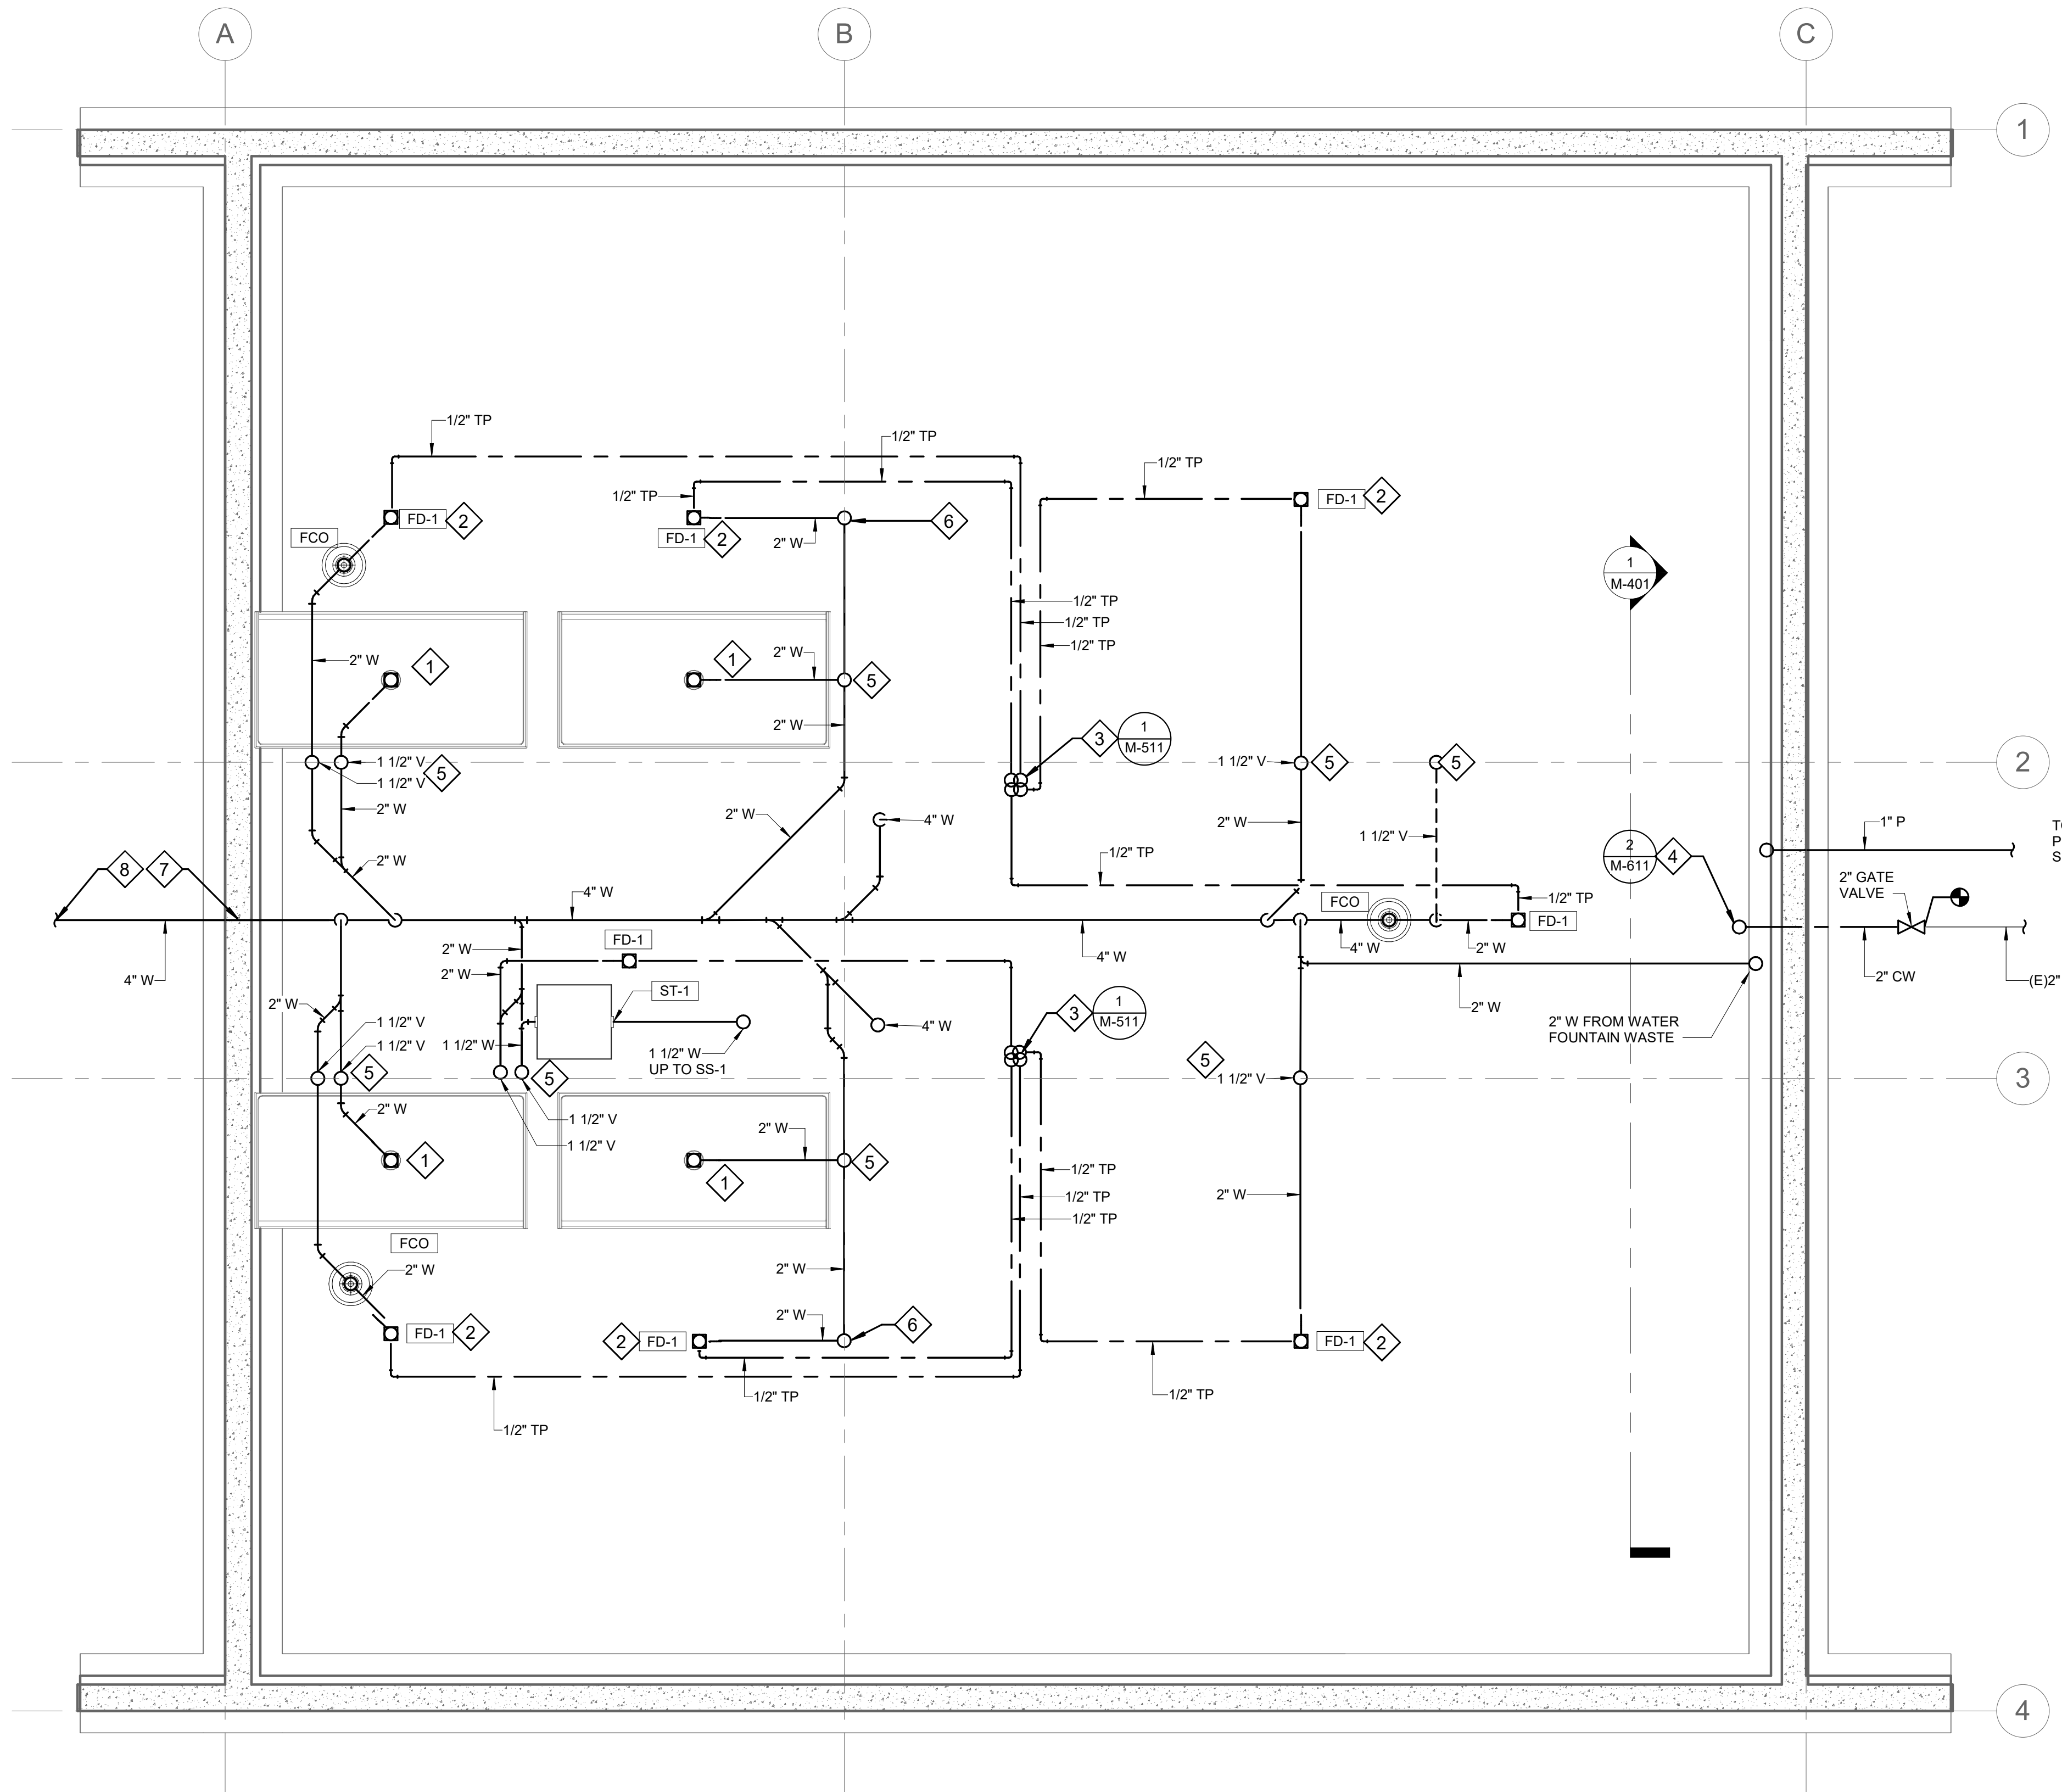 A
B
C
1
1/2" TP
1/2" TP
1/2" TP
1/2" TP
FD-1
2
FD-1
2
6
FD-1
2
FCO
FD-1
2
2" W
1
M-401
1/2" TP
1/2" TP
1/2" TP
2" W
1
1
2" W
5
2" W
3
1
M-511
1 1/2" V
5
1 1/2" V
1 1/2" V
5
5
2
2" W
2" W
4" W
2" W
1 1/2" V
1" P
2" W
1/2" TP
2
M-611
4
8
7
2" GATE
VALVE
4" W
FCO
1/2" TP
FD-1
FD-1
2" W
4" W
2" W
4" W
2" W
4" W
2" CW
(E)2"
ST-1
2" W
1 1/2" V
1 1/2" V
1 1/2" W
1 1/2" W
UP TO SS-1
4" W
3
1
M-511
2" W
2" W FROM WATER
FOUNTAIN WASTE
5
5
5
1 1/2" V
3
2" W
1 1/2" V
1 1/2" V
2" W
1
1
5
1/2" TP
1/2" TP
1/2" TP
2" W
FCO
2" W
2" W
FD-1
2
2" W
6
2
FD-1
FD-1
2
1/2" TP
1/2" TP
1/2" TP
4